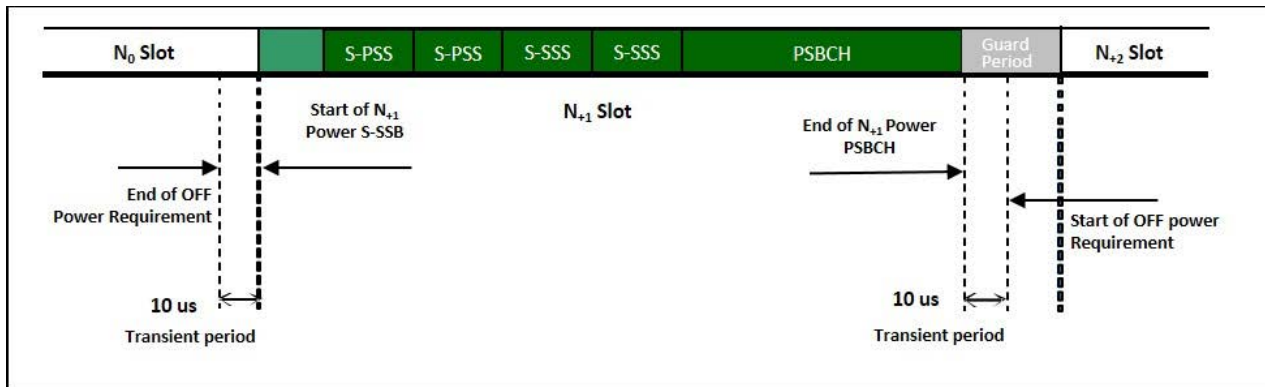 N₀ Slot
S-PSS
S-PSS
S-SSS
S-SSS
PSBCH
Guard
Period
N₊₂ Slot
Start of N₊₁
Power S-SSB
N₊₁ Slot
End of N₊₁ Power
PSBCH
End of OFF
Power Requirement
Start of OFF power
Requirement
10 us
Transient period
10 us
Transient period